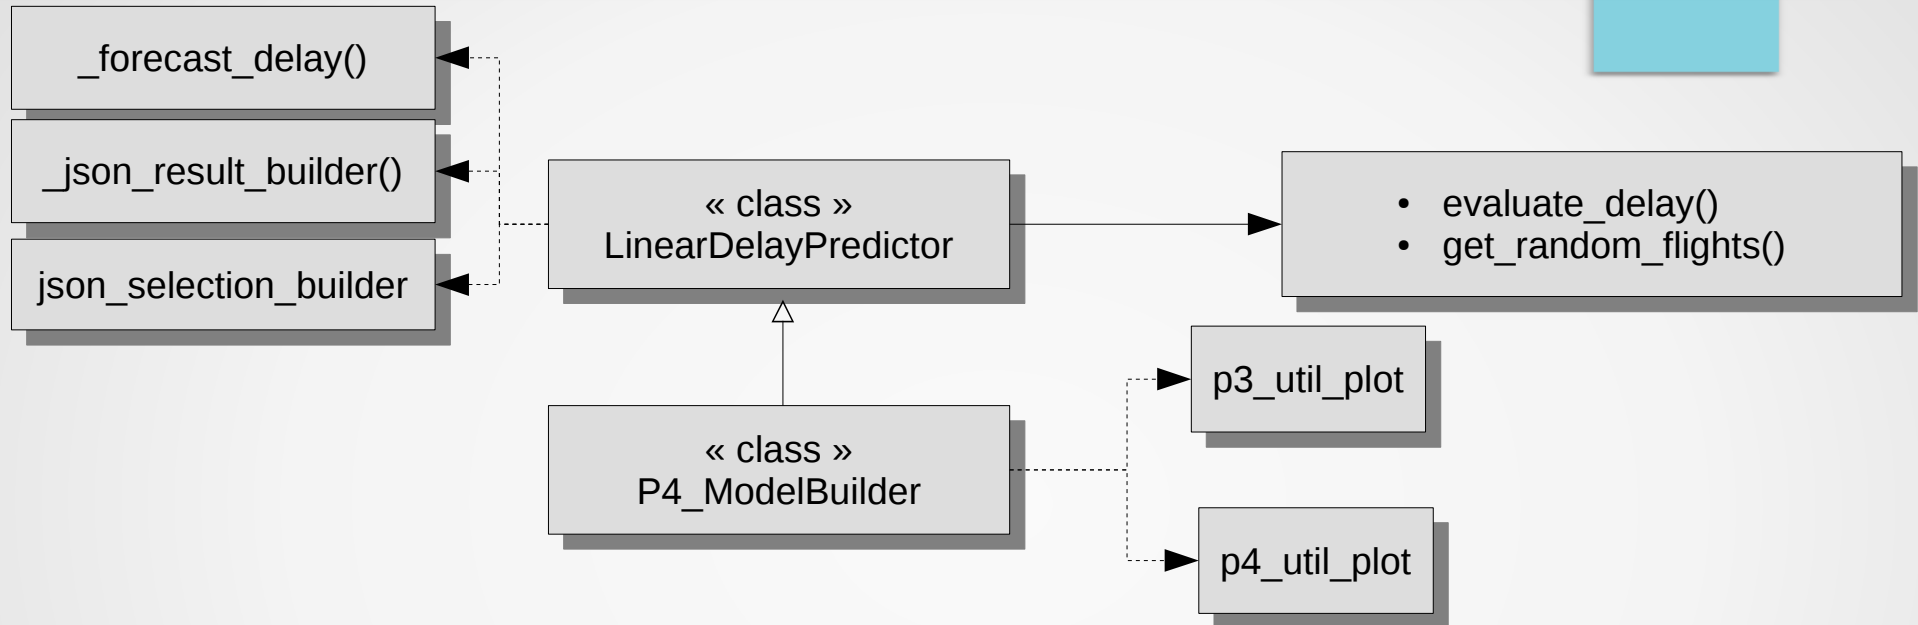 _forecast_delay()
_json_result_builder()
json_selection_builder
« class »
LinearDelayPredictor
• evaluate_delay()
• get_random_flights()
« class »
P4_ModelBuilder
p3_util_plot
p4_util_plot